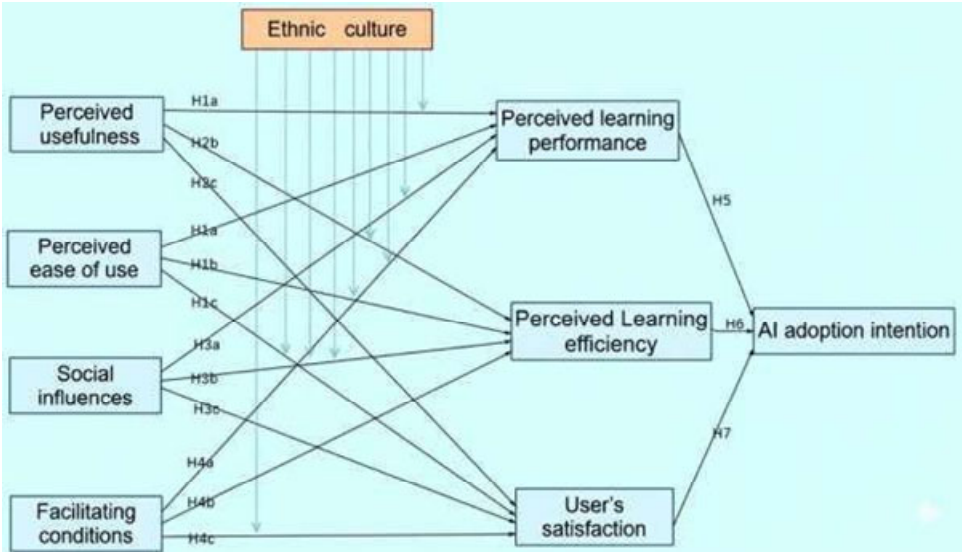 Ethnic culture
Perceived
usefulness
H1a
H2b
H2c
Perceived learning
performance
H5
Perceived
ease of use
H1a
H1b
H1c
Perceived Learning
efficiency
H6
AI adoption intention
Social
influences
H3a
H3b
H3c
H7
Facilitating
conditions
H4a
H4b
H4c
User's
satisfaction